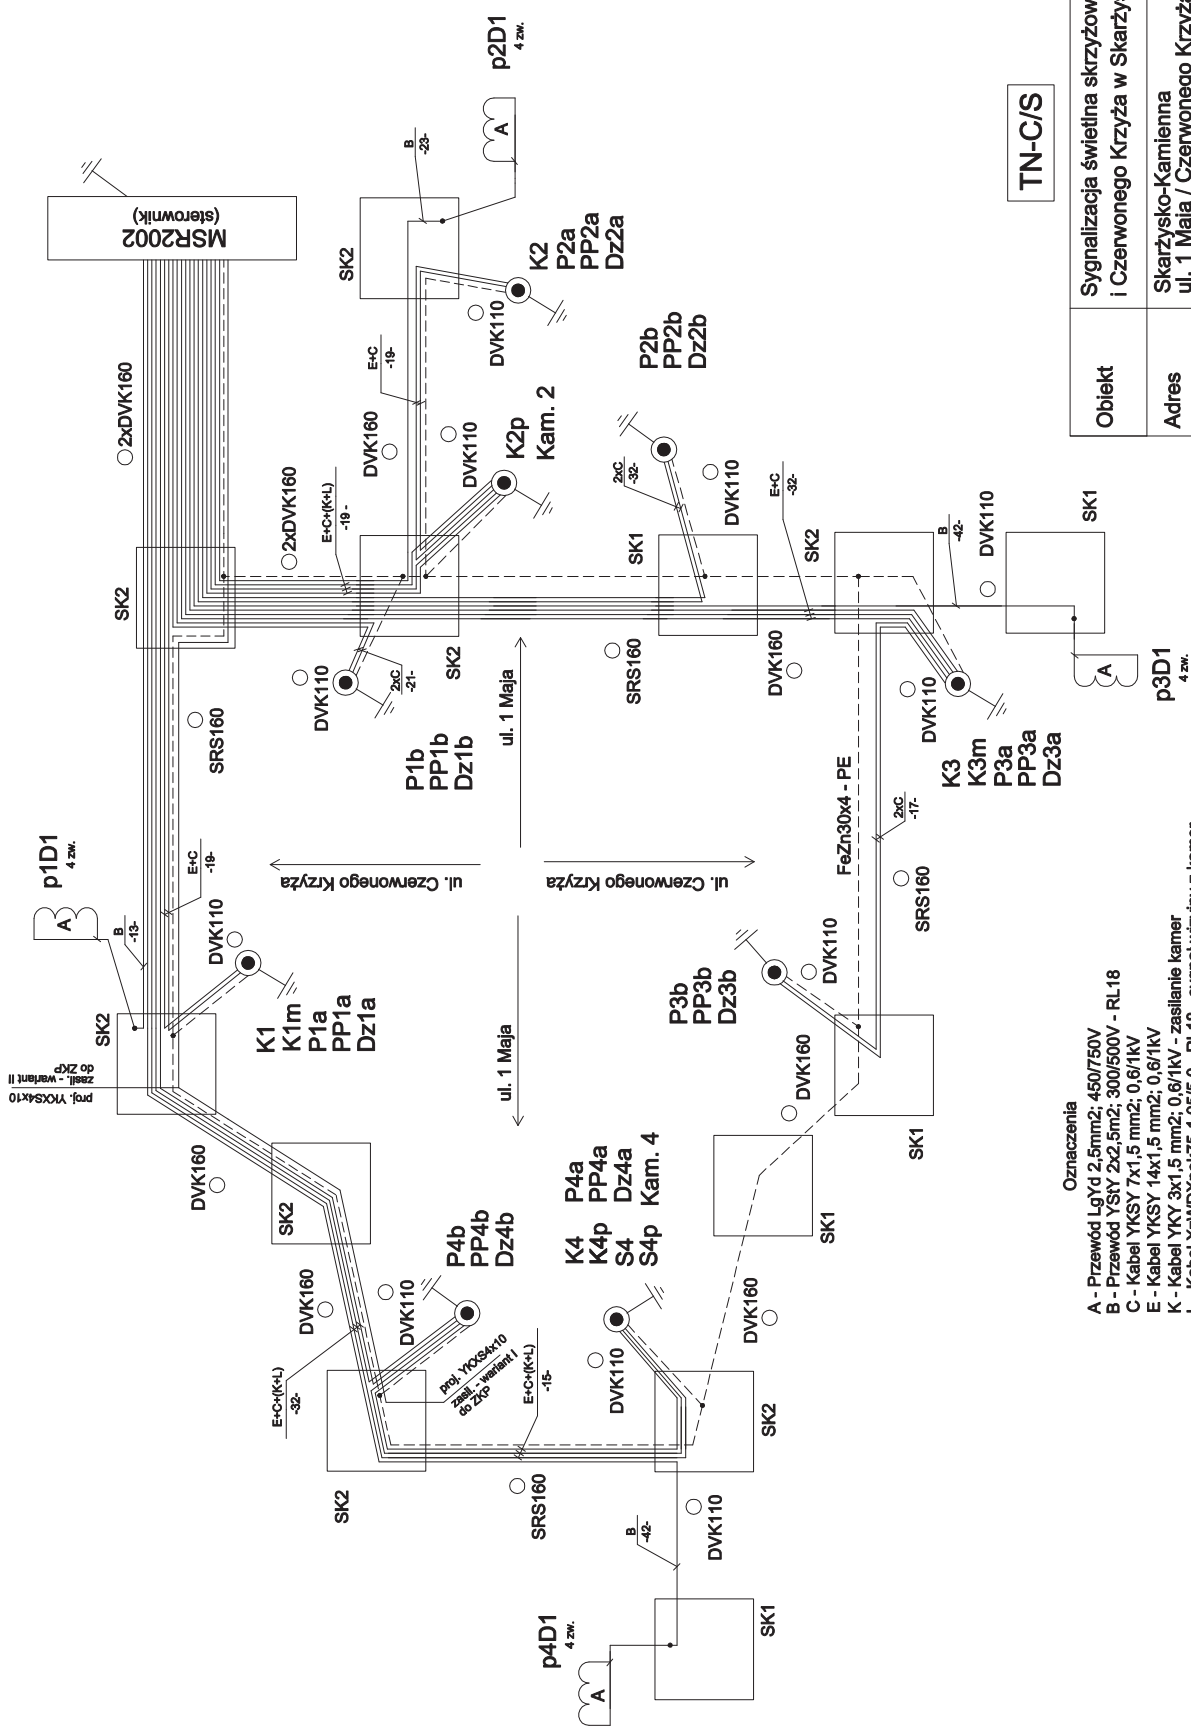 p2D1
4 zw.
A
B
-23-
MSR2002
(sterownik)
SK2
K2
P2a
PP2a
Dz2a
DVK110
2xDVK160
E+C
-19-
DVK160
DVK110
K2p
Kam. 2
P2b
PP2b
Dz2b
2xC
-32-
DVK110
2xDVK160
E+C+(K+L)
-19 -
SK2
SK2
SK1
E+C
-32-
SK2
DVK110
B
-42-
DVK110
SK1
2xC
-21-
SRS160
DVK160
DVK110
A
p3D1
4 zw.
P1b
PP1b
Dz1b
ul. 1 Maja
SRS160
K3
K3m
P3a
PP3a
Dz3a
p1D1
4 zw.
A
B
-13-
E+C
-19-
DVK110
ul. Czerwonego Krzyża
ul. Czerwonego Krzyża
FeZn30x4 - PE
2xC
-17-
SRS160
SK2
proj. YKXS4x10
zasil. - wariant II
do ZKP
K1
K1m
P1a
PP1a
Dz1a
ul. 1 Maja
P3b
PP3b
Dz3b
DVK110
DVK160
SK1
DVK160
SK2
P4b
PP4b
Dz4b
K4
K4p
S4
S4p
P4a
PP4a
Dz4a
Kam. 4
SK1
DVK160
DVK110
E+C+(K+L)
-32-
proj. YKXS4x10
zasil. - wariant I
do ZKP
E+C+(K+L)
-15-
DVK110
DVK160
SK2
SRS160
SK2
DVK110
B
-42-
p4D1
4 zw.
A
SK1
TN-C/S
Obiekt
Sygnalizacja świetlna skrzyżow
i Czerwonego Krzyża w Skarżys
Adres
Skarżysko-Kamienna
ul. 1 Maja / Czerwonego Krzyża
Oznaczenia
A - Przewód LgYd 2,5mm2; 450/750V
B - Przewód YStY 2x2,5m2; 300/500V - RL18
C - Kabel YKSY 7x1,5 mm2; 0,6/1kV
E - Kabel YKSY 14x1,5 mm2; 0,6/1kV
K - Kabel YKY 3x1,5 mm2; 0,6/1kV - zasilanie kamer